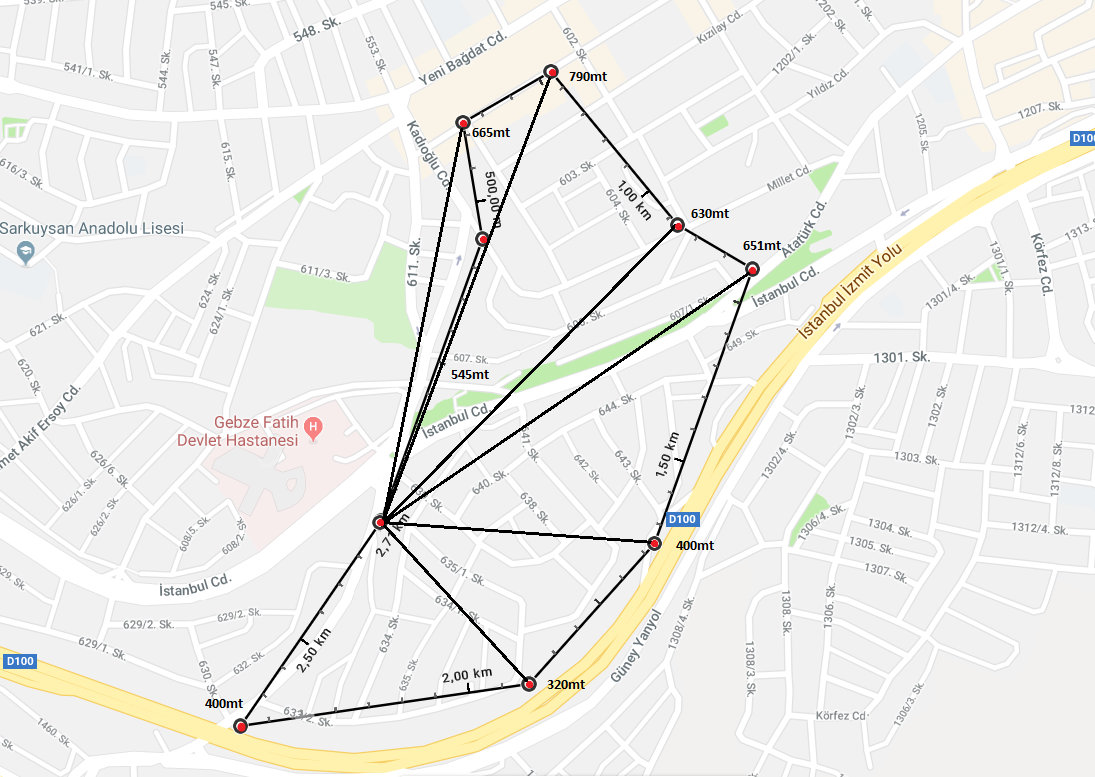 545. Sk.
548. Sk.
Yeni Bağdat Cd.
602. Sk.
Kızılay Cd.
1202. Sk.
541/1. Sk.
544. Sk.
547. Sk.
553. Sk.
790mt
1202/1. Sk.
Yıldız Cd.
1207. Sk.
665mt
Kadıoğlu Cd.
1205. Sk.
D100
616/3. Sk.
615. Sk.
603. Sk.
604. Sk.
1,00 km
Millet Cd.
500,00 m
630mt
Sarkuysan Anadolu Lisesi
611. Sk.
651mt
Atatürk Cd.
Körfez Cd.
1313.
611/3. Sk.
624. Sk.
İstanbul Cd.
İstanbul İzmit Yolu
1301/1. Sk.
1301/4. Sk.
621. Sk.
624/1. Sk.
607/1. Sk.
649. Sk.
607. Sk.
1301. Sk.
620. Sk.
545mt
met Akif Ersoy Cd.
644. Sk.
1302/3. Sk.
1302. Sk.
1312
Gebze Fatih
Devlet Hastanesi
H
İstanbul Cd.
641. Sk.
642. Sk.
643. Sk.
1,50 km
1302/4. Sk.
1303. Sk.
1312/6. Sk.
1312/8. Sk.
626/6. Sk.
626/1. Sk.
626/2. Sk.
640. Sk.
638. Sk.
608/5. Sk.
608/2. Sk.
D100
1306/4. Sk.
1304. Sk.
1312/4. Sk.
400mt
1305. Sk.
1307. Sk.
629. Sk.
İstanbul Cd.
635/1. Sk.
634/1. Sk.
1308. Sk.
1306. Sk.
629/2. Sk.
629/2. Sk.
634. Sk.
Güney Yanyol
1308/4. Sk.
629/1. Sk.
632. Sk.
2,50 km
635. Sk.
2,00 km
1308/3. Sk.
D100
630. Sk.
320mt
400mt
1306/3. Sk.
Körfez Cd.
1460. Sk.